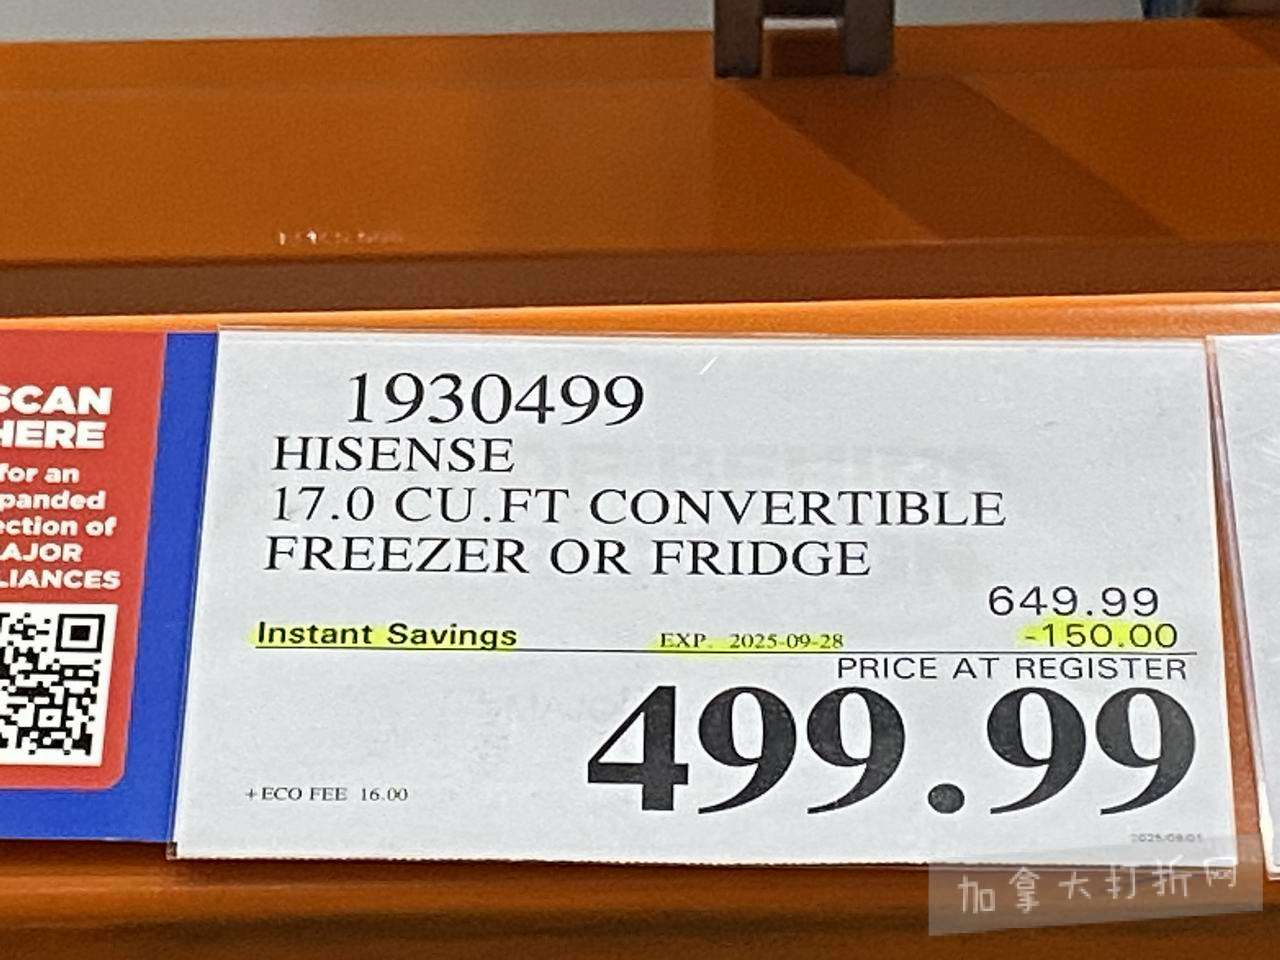 SCAN
HERE
for an
panded
ection of
AJOR
LIANCES
1930499
HISENSE
17.0 CU.FT CONVERTIBLE
FREEZER OR FRIDGE
649.99
Instant Savings EXP. 2025-09-28 -150.00
PRICE AT REGISTER
499.99
+ECO FEE 16.00
加拿大打折网